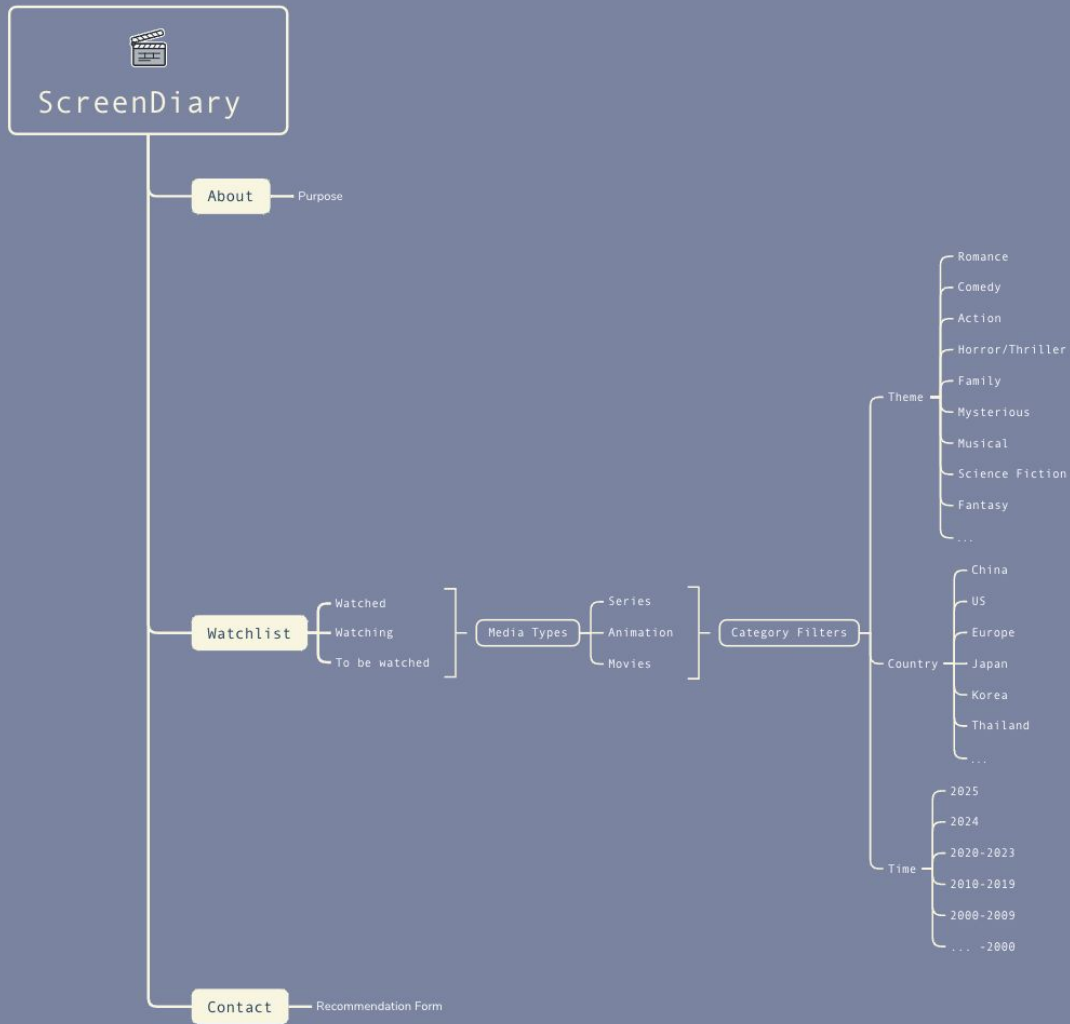 ScreenDiary
About
Purpose
Watchlist
Watched
Watching
To be watched
Media Types
Series
Animation
Movies
Category Filters
Theme
Romance
Comedy
Action
Horror/Thriller
Family
Mysterious
Musical
Science Fiction
Fantasy
...
Country
China
US
Europe
Japan
Korea
Thailand
...
Time
2025
2024
2020-2023
2010-2019
2000-2009
... -2000
Contact
Recommendation Form